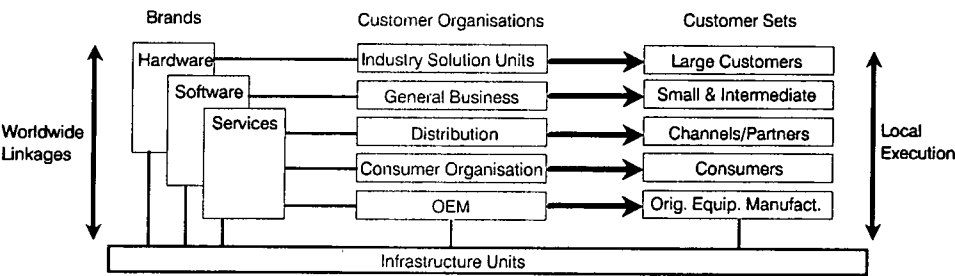 Brands
Customer Organisations
Customer Sets
Hardware
Industry Solution Units
Large Customers
Software
General Business
Small & Intermediate
Services
Worldwide
Linkages
Distribution
Channels/Partners
Local
Execution
Consumer Organisation
Consumers
OEM
Orig. Equip. Manufact.
Infrastructure Units